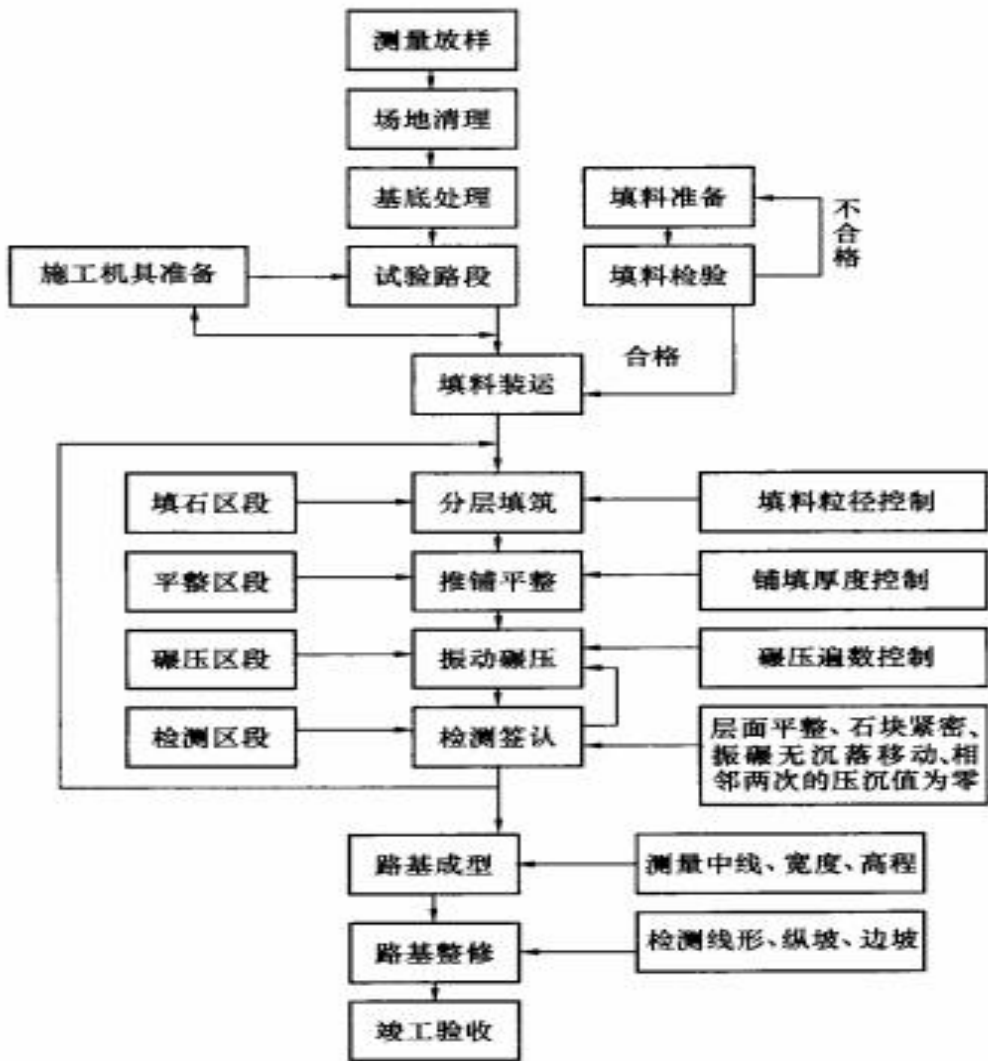 测量放样
场地清理
基底处理
填料准备
不合格
施工机具准备
试验路段
填料检验
合格
填料装运
填石区段
分层填筑
填料粒径控制
平整区段
推铺平整
铺填厚度控制
碾压区段
振动碾压
碾压遍数控制
检测区段
检测签认
层面平整、石块紧密、
振碾无沉落移动、相
邻两次的压沉值为零
路基成型
测量中线、宽度、高程
路基整修
检测线形、纵坡、边坡
竣工验收